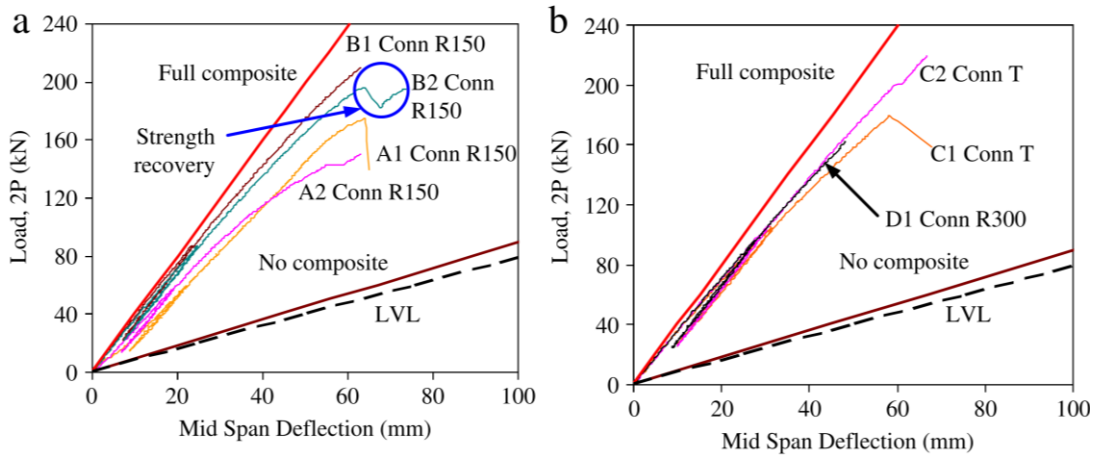 a
240
200
160
120
80
40
0
Load, 2P (kN)
B1 Conn R150
Full composite
B2 Conn
R150
Strength
recovery
A1 Conn R150
A2 Conn R150
No composite
LVL
0
20
40
60
80
100
Mid Span Deflection (mm)
b
240
200
160
120
80
40
0
Load, 2P (kN)
Full composite
C2 Conn T
C1 Conn T
D1 Conn R300
No composite
LVL
0
20
40
60
80
100
Mid Span Deflection (mm)